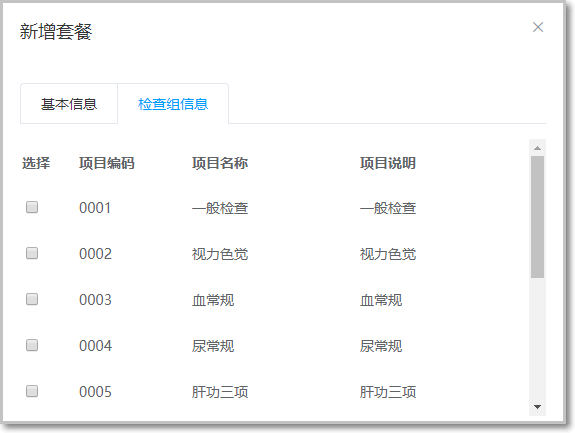 新增套餐
基本信息 检查组信息
选择 项目编码 项目名称 项目说明
0001 一般检查 一般检查
0002 视力色觉 视力色觉
0003 血常规 血常规
0004 尿常规 尿常规
0005 肝功三项 肝功三项